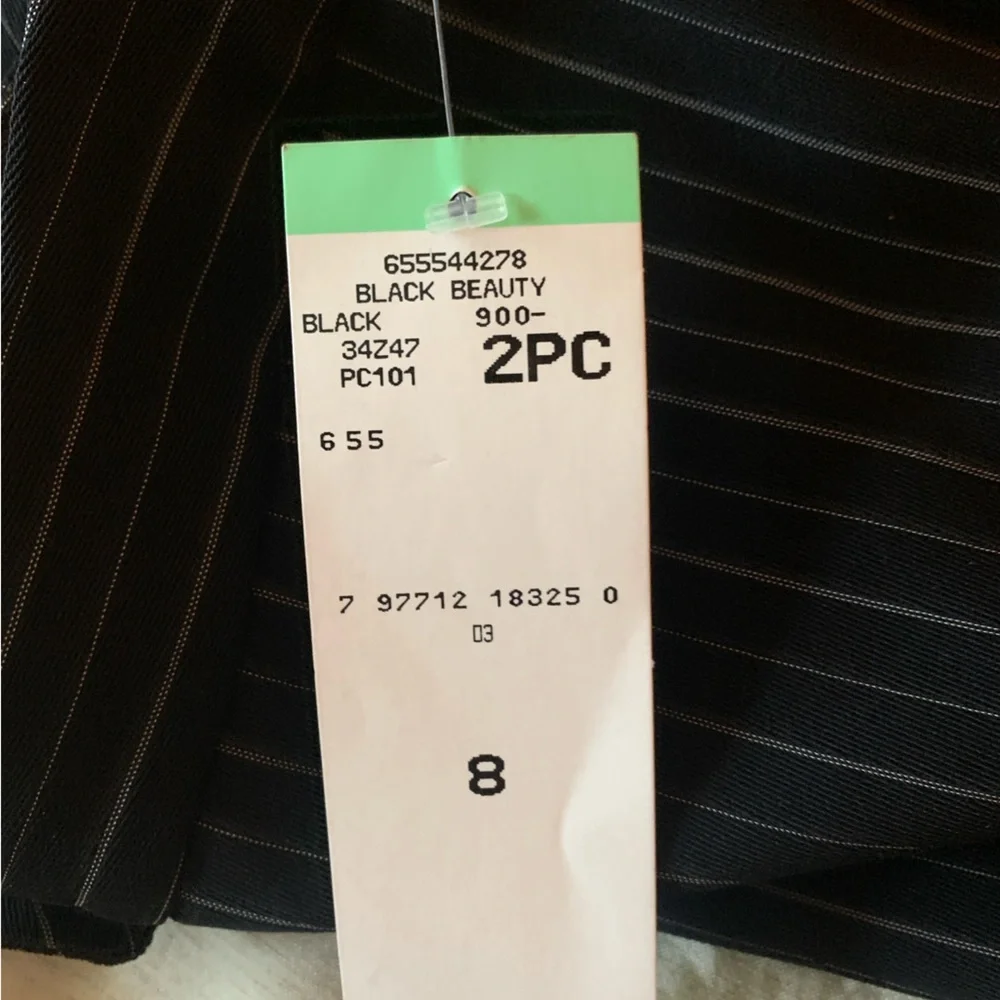 655544278
BLACK BEAUTY
BLACK 900-
34Z47 2PC
PC101
655
7 97712 18325 0
03
8